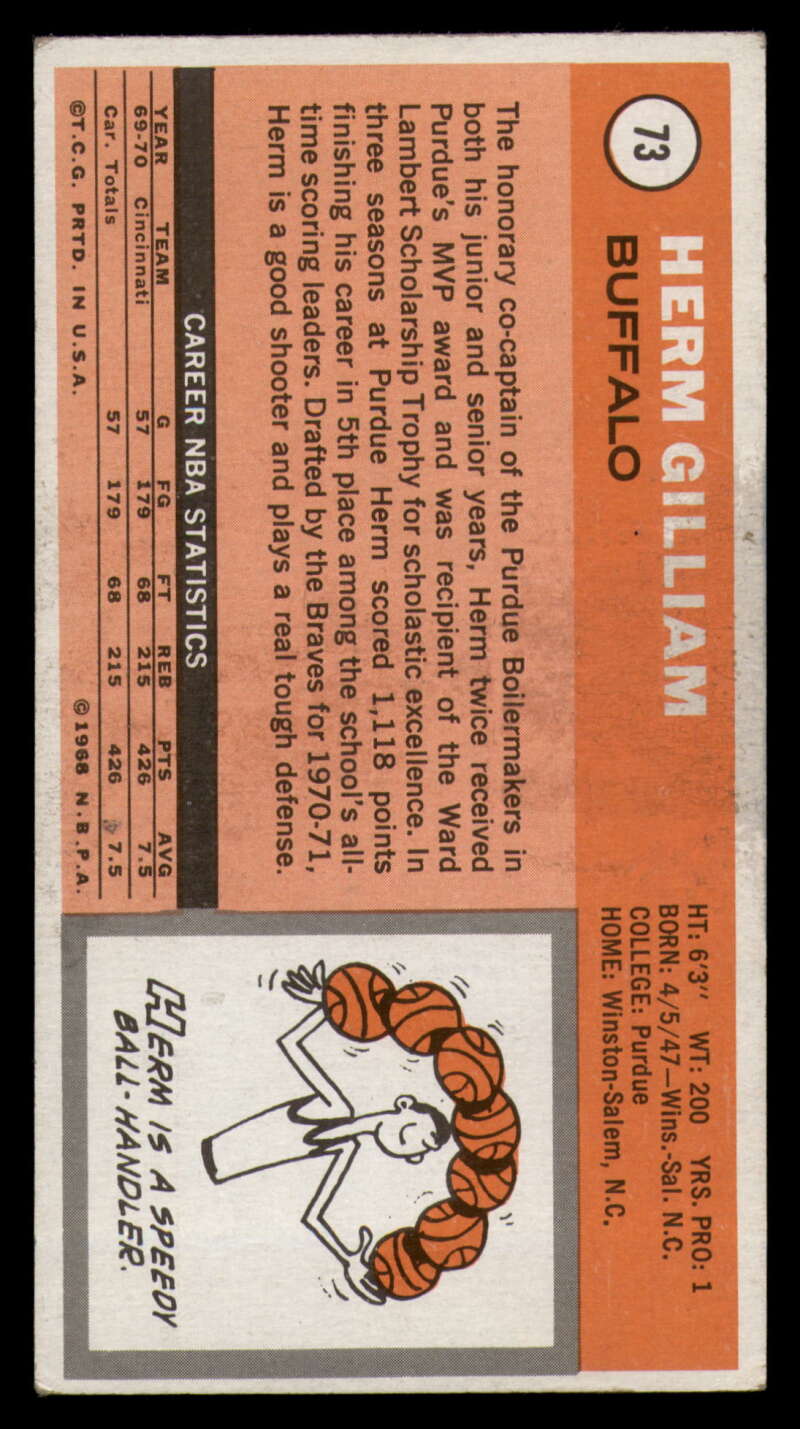 73
HERM GILLIAM
BUFFALO
HT: 6'3" WT: 200 YRS. PRO: 1
BORN: 4/5/47—Wins.-Sal. N.C.
COLLEGE: Purdue
HOME: Winston-Salem, N.C.
The honorary co-captain of the Purdue Boilermakers in
both his junior and senior years, Herm twice received
Purdue's MVP award and was recipient of the Ward
Lambert Scholarship Trophy for scholastic excellence. In
three seasons at Purdue Herm scored 1,118 points
finishing his career in 5th place among the school's all-
time scoring leaders. Drafted by the Braves for 1970-71,
Herm is a good shooter and plays a real tough defense.
CAREER NBA STATISTICS
YEAR TEAM G FG FT REB PTS AVG
69-70 Cincinnati 57 179 68 215 426 7.5
Car. Totals 57 179 68 215 426 7.5
©T.C.G. PRTD. IN U.S.A. ©1968 N.B.P.A.
HERM IS A SPEEDY
BALL-HANDLER.